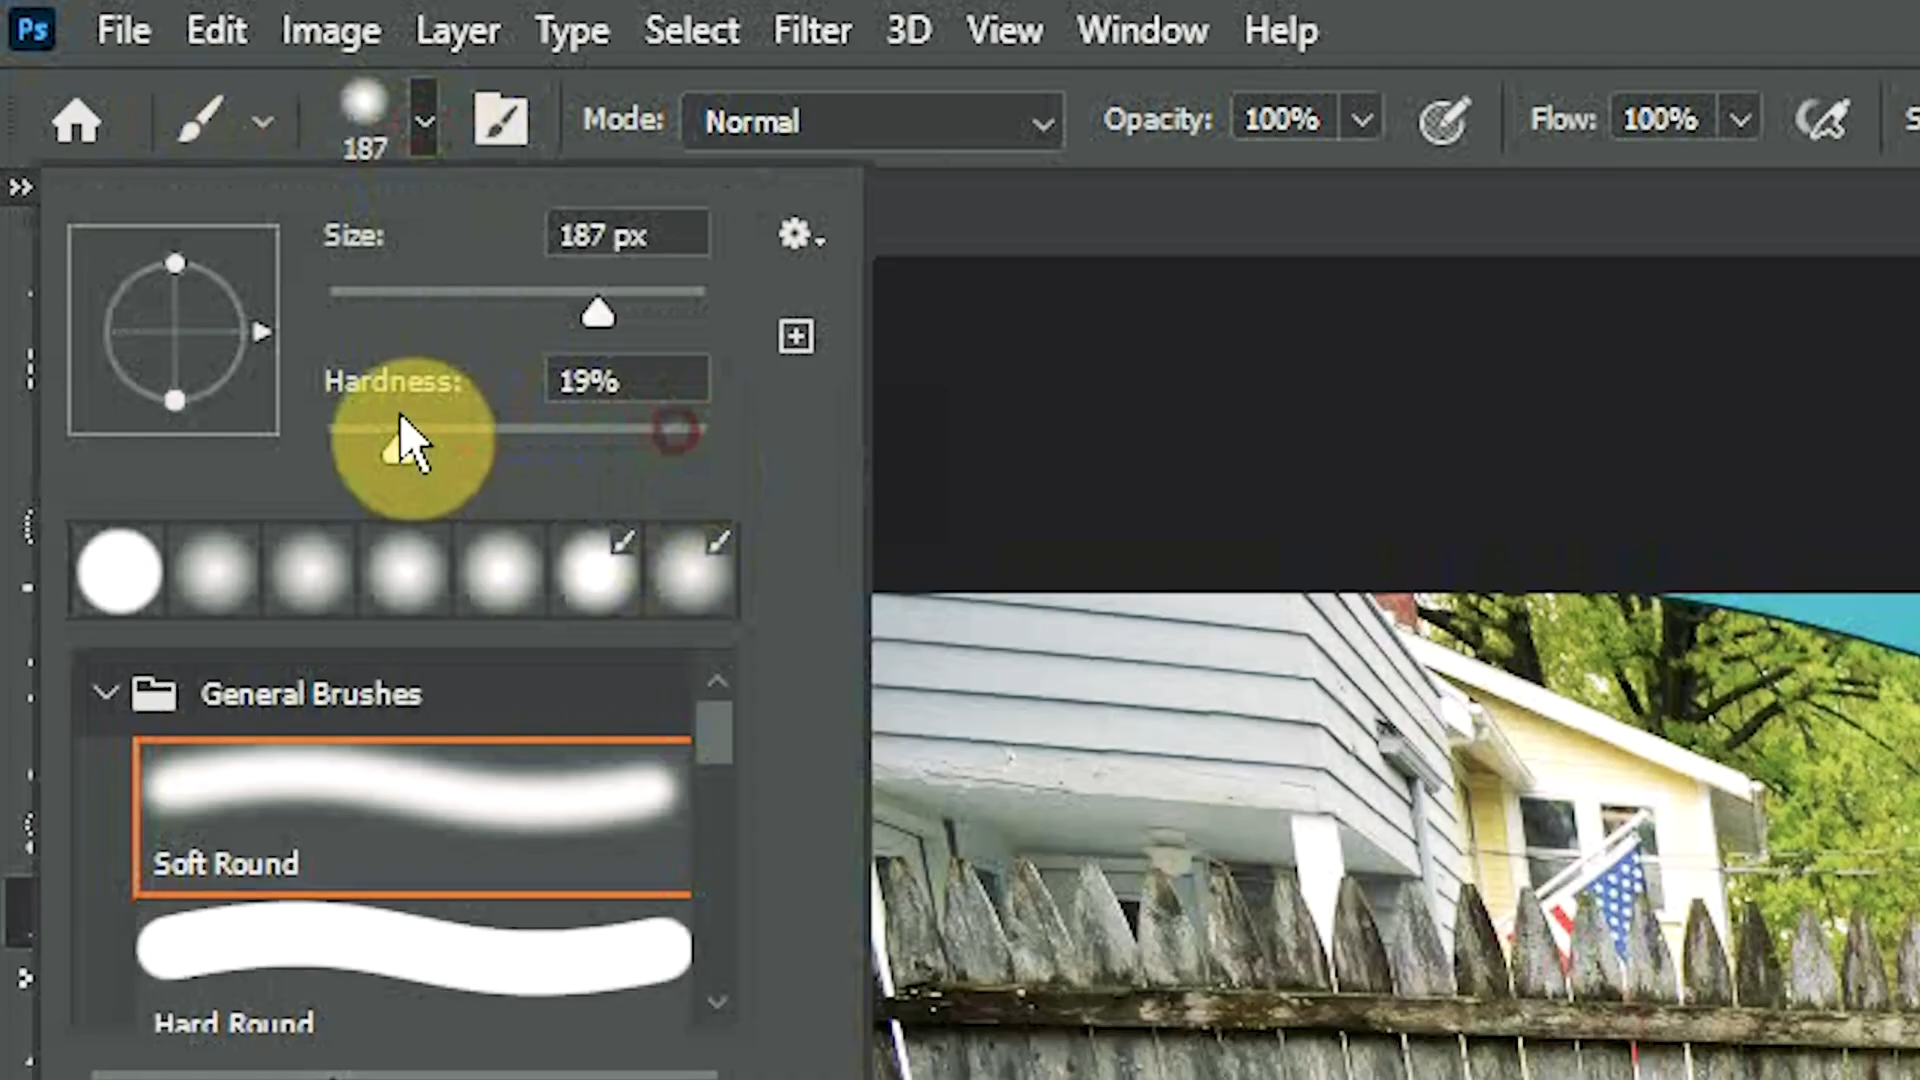 Ps File Edit Image Layer Type Select Filter 3D View Window Help
187 Mode: Normal Opacity: 100% Flow: 100% S
Size: 187 px
Hardness: 19%
General Brushes
Soft Round
Hard Round